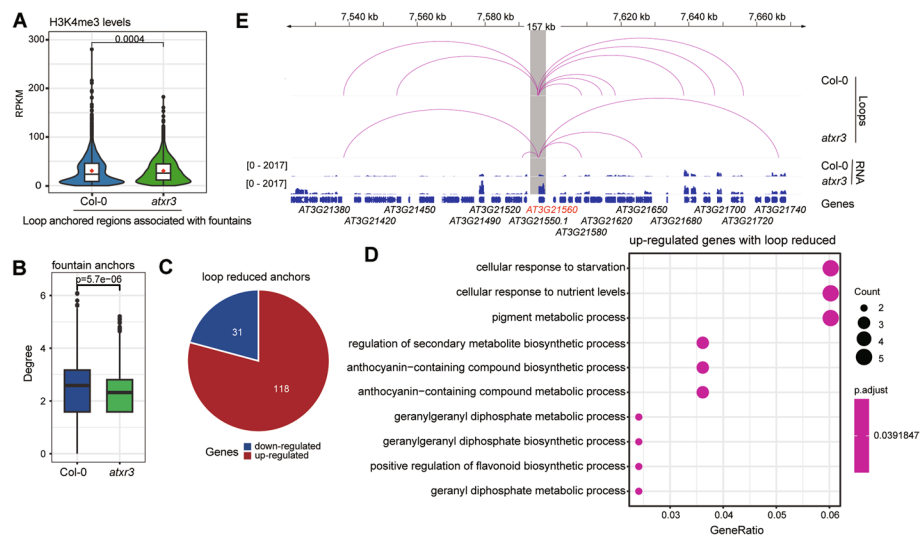 A
H3K4me3 levels
0.0004
RPKM
300
200
100
0
Col-0
atxr3
Loop anchored regions associated with fountains
E
7,540 kb
7,560 kb
7,580 kb
157 kb
7,620 kb
7,640 kb
7,660 kb
Col-0
Loops
atxr3
[0 - 2017]
Col-0
[0 - 2017]
atxr3
RNA
Genes
AT3G21380
AT3G21450
AT3G21520
AT3G21560
AT3G21650
AT3G21700
AT3G21740
AT3G21420
AT3G21490
AT3G21550.1
AT3G21620
AT3G21680
AT3G21720
AT3G21580
B
fountain anchors
p=5.7e-06
Degree
6
4
2
0
Col-0
atxr3
C
loop reduced anchors
31
118
Genes
down-regulated
up-regulated
D
up-regulated genes with loop reduced
cellular response to starvation
cellular response to nutrient levels
pigment metabolic process
regulation of secondary metabolite biosynthetic process
anthocyanin-containing compound biosynthetic process
anthocyanin-containing compound metabolic process
geranylgeranyl diphosphate metabolic process
geranylgeranyl diphosphate biosynthetic process
positive regulation of flavonoid biosynthetic process
geranyl diphosphate metabolic process
0.03
0.04
0.05
0.06
GeneRatio
Count
2
3
4
5
p.adjust
0.0391847